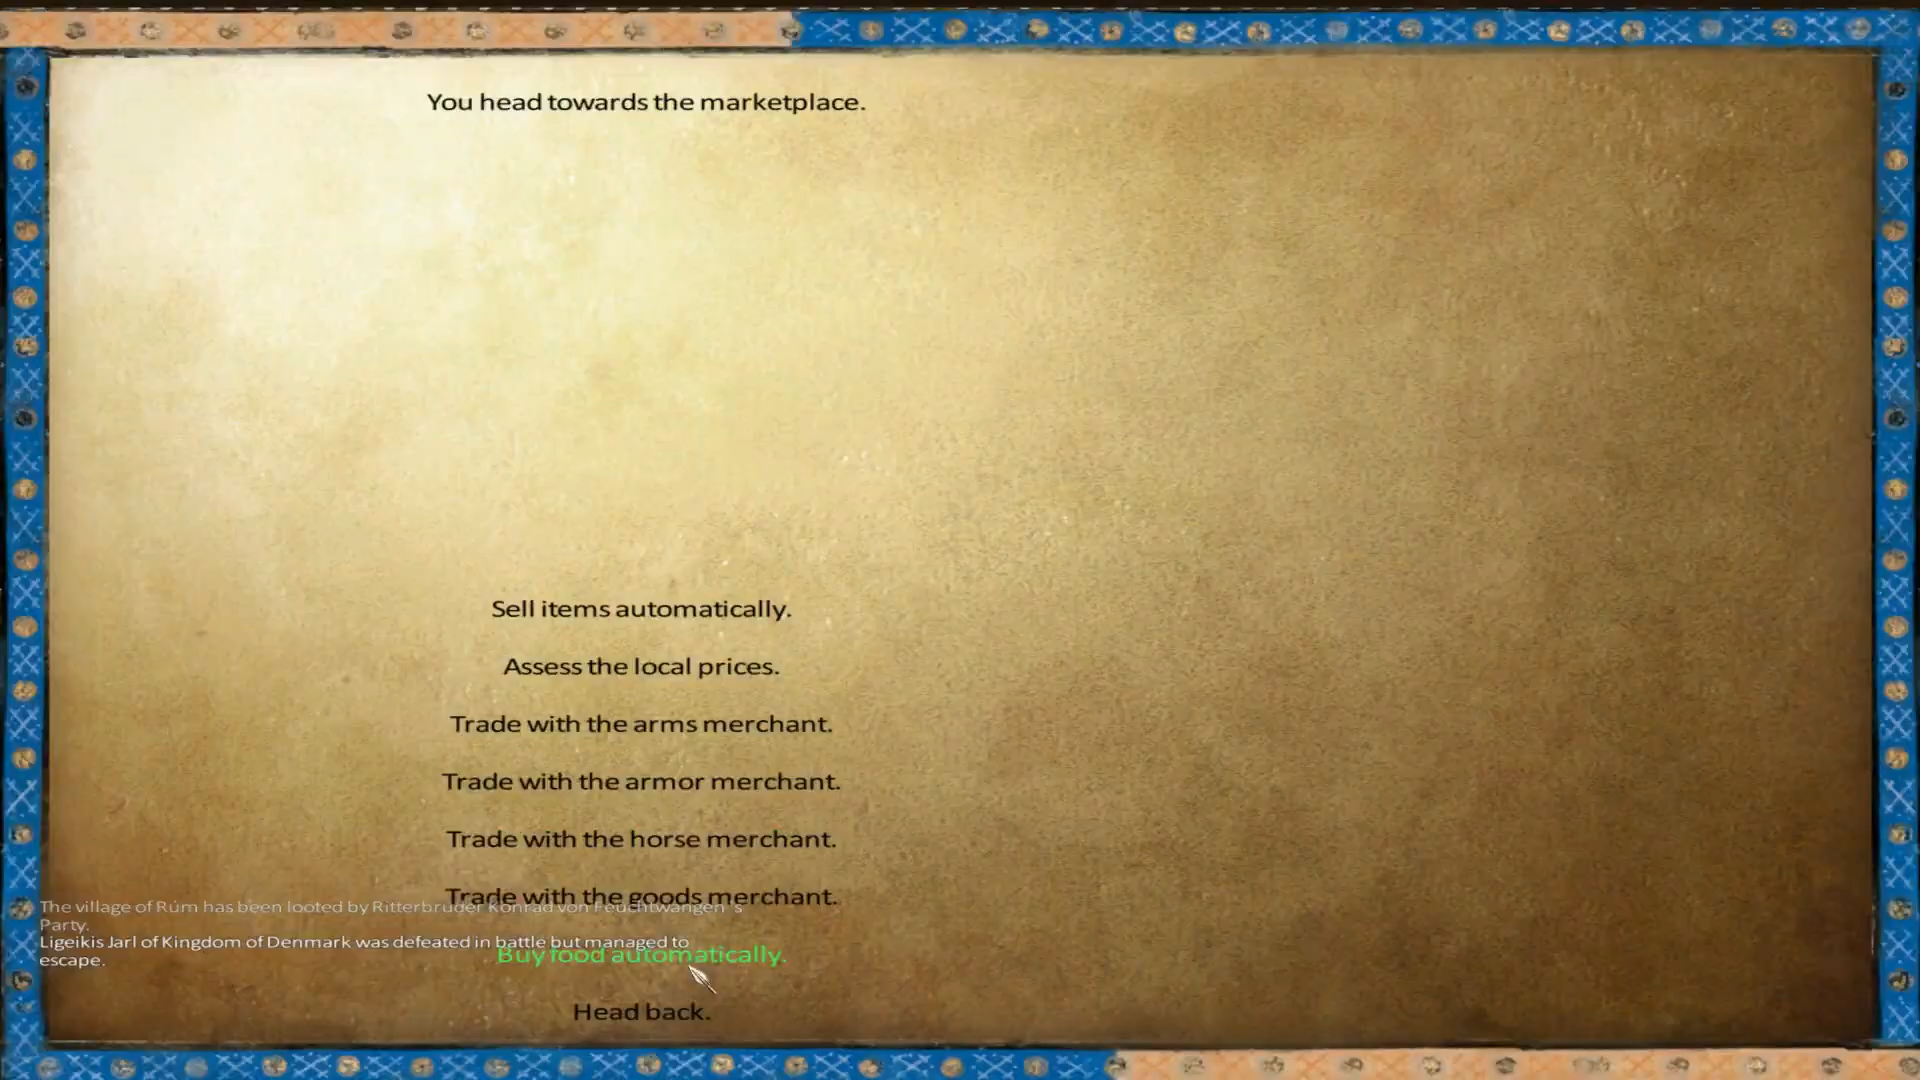 You head towards the marketplace.
Sell items automatically.
Assess the local prices.
Trade with the arms merchant.
Trade with the armor merchant.
Trade with the horse merchant.
Trade with the goods merchant.
The village of Rúm has been looted by Ritterbruder Konrad von Feuchtwangen 's
Party.
Ligeikis Jarl of Kingdom of Denmark was defeated in battle but managed to
escape.
Buy food automatically.
Head back.